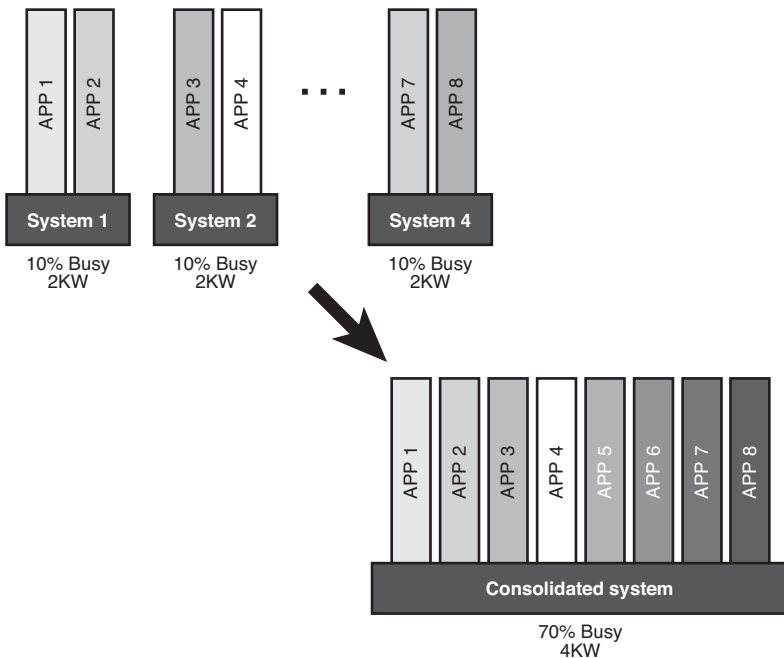 APP 1
APP 2
APP 3
APP 4
...
APP 7
APP 8
System 1
System 2
System 4
10% Busy
2KW
10% Busy
2KW
10% Busy
2KW
APP 1
APP 2
APP 3
APP 4
APP 5
APP 6
APP 7
APP 8
Consolidated system
70% Busy
4KW